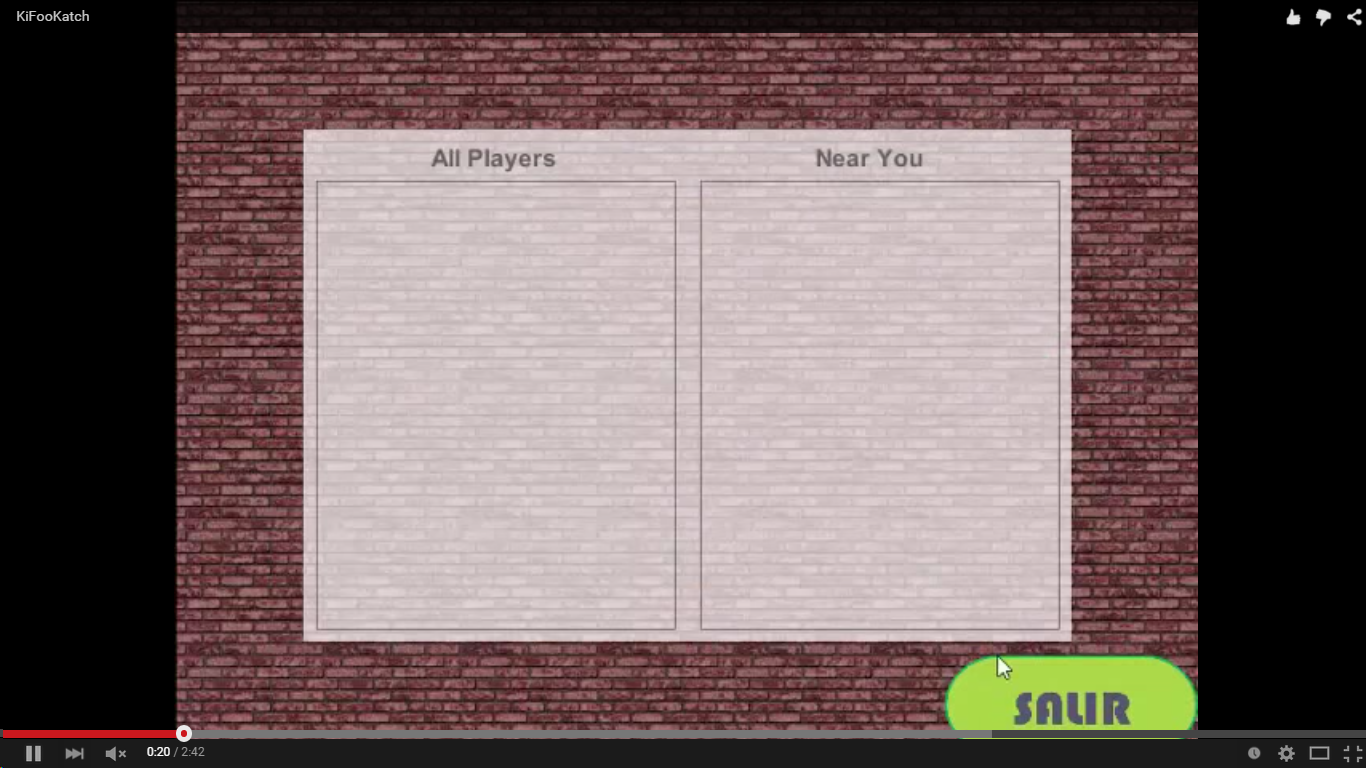 KiFooKatch
All Players
Near You
SALIR
0:20 / 2:42